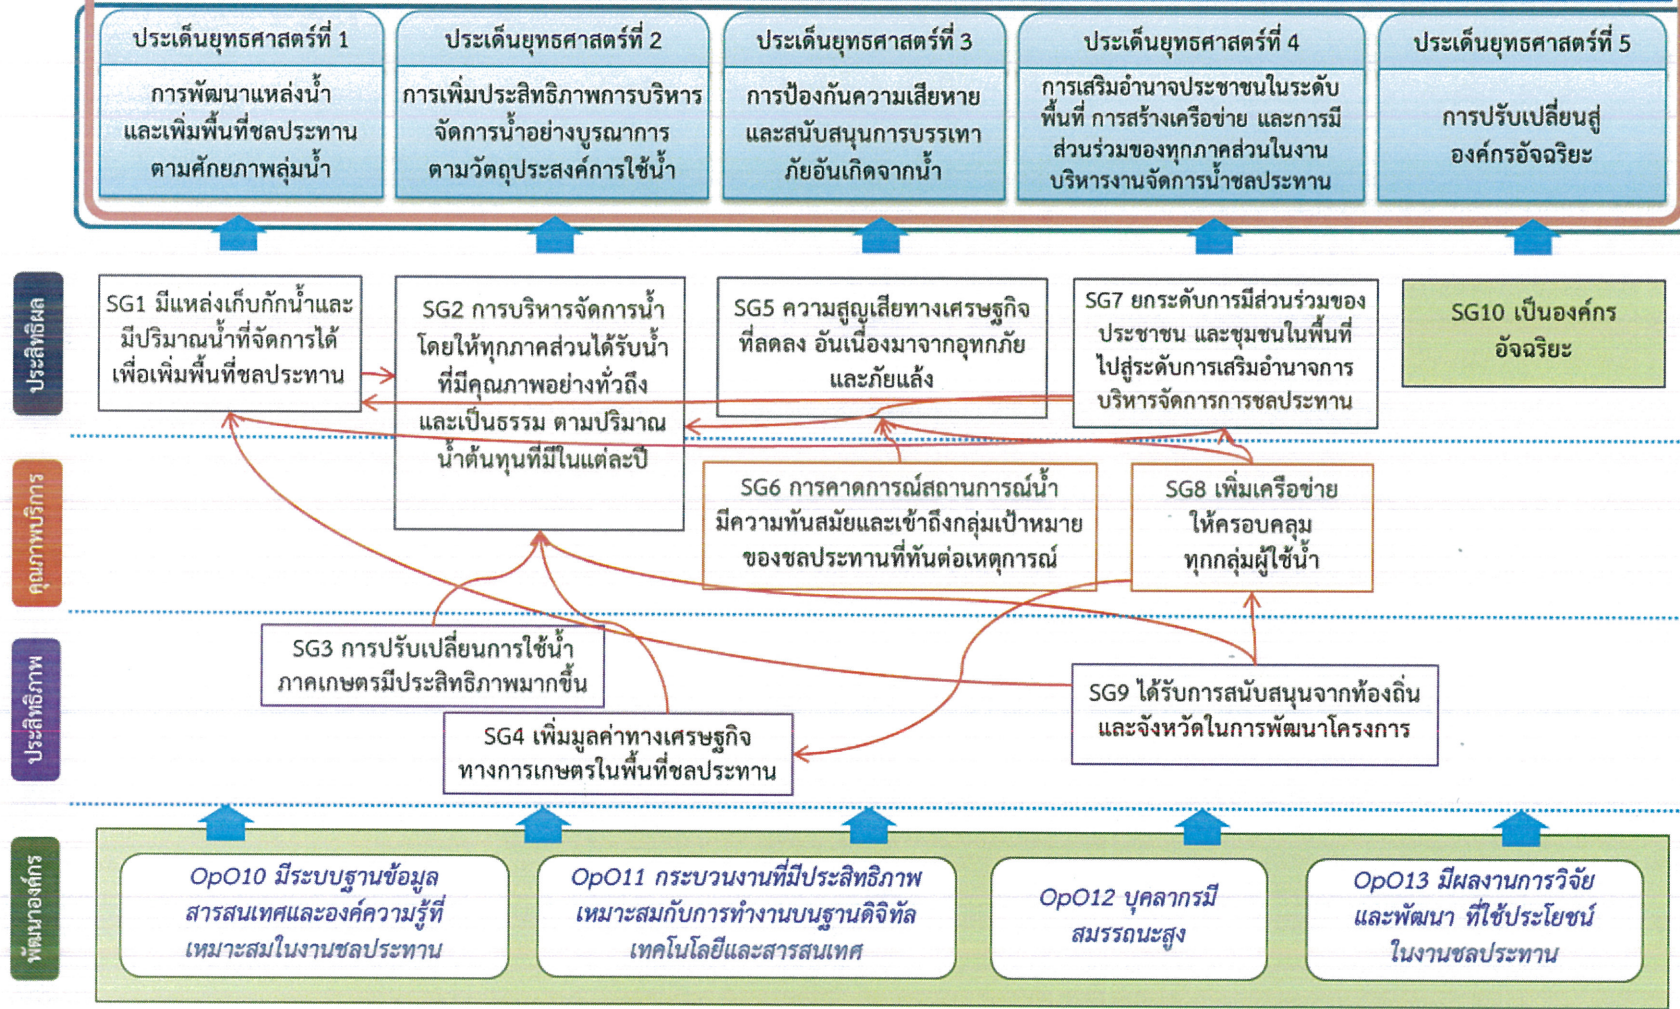 ประเด็นยุทธศาสตร์ที่ 1
การพัฒนาแหล่งน้ำ
และเพิ่มพื้นที่ชลประทาน
ตามศักยภาพลุ่มน้ำ
ประเด็นยุทธศาสตร์ที่ 2
การเพิ่มประสิทธิภาพการบริหาร
จัดการน้ำอย่างบูรณาการ
ตามวัตถุประสงค์การใช้น้ำ
ประเด็นยุทธศาสตร์ที่ 3
การป้องกันความเสียหาย
และสนับสนุนการบรรเทา
ภัยอันเกิดจากน้ำ
ประเด็นยุทธศาสตร์ที่ 4
การเสริมอำนาจประชาชนในระดับ
พื้นที่ การสร้างเครือข่าย และการมี
ส่วนร่วมของทุกภาคส่วนในงาน
บริหารงานจัดการน้ำชลประทาน
ประเด็นยุทธศาสตร์ที่ 5
การปรับเปลี่ยนสู่
องค์กรอัจฉริยะ
ประสิทธิผล
SG1 มีแหล่งเก็บกักน้ำและ
มีปริมาณน้ำที่จัดการได้
เพื่อเพิ่มพื้นที่ชลประทาน
SG2 การบริหารจัดการน้ำ
โดยให้ทุกภาคส่วนได้รับน้ำ
ที่มีคุณภาพอย่างทั่วถึง
และเป็นธรรม ตามปริมาณ
น้ำต้นทุนที่มีในแต่ละปี
SG5 ความสูญเสียทางเศรษฐกิจ
ที่ลดลง อันเนื่องมาจากอุทกภัย
และภัยแล้ง
SG7 ยกระดับการมีส่วนร่วมของ
ประชาชน และชุมชนในพื้นที่
ไปสู่ระดับการเสริมอำนาจการ
บริหารจัดการการชลประทาน
SG10 เป็นองค์กร
อัจฉริยะ
คุณภาพบริการ
SG6 การคาดการณ์สถานการณ์น้ำ
มีความทันสมัยและเข้าถึงกลุ่มเป้าหมาย
ของชลประทานที่ทันต่อเหตุการณ์
SG8 เพิ่มเครือข่าย
ให้ครอบคลุม
ทุกกลุ่มผู้ใช้น้ำ
ประสิทธิภาพ
SG3 การปรับเปลี่ยนการใช้น้ำ
ภาคเกษตรมีประสิทธิภาพมากขึ้น
SG4 เพิ่มมูลค่าทางเศรษฐกิจ
ทางการเกษตรในพื้นที่ชลประทาน
SG9 ได้รับการสนับสนุนจากท้องถิ่น
และจังหวัดในการพัฒนาโครงการ
พัฒนาองค์กร
OpO10 มีระบบฐานข้อมูล
สารสนเทศและองค์ความรู้ที่
เหมาะสมในงานชลประทาน
OpO11 กระบวนงานที่มีประสิทธิภาพ
เหมาะสมกับการทำงานบนฐานดิจิทัล
เทคโนโลยีและสารสนเทศ
OpO12 บุคลากรมี
สมรรถนะสูง
OpO13 มีผลงานการวิจัย
และพัฒนา ที่ใช้ประโยชน์
ในงานชลประทาน